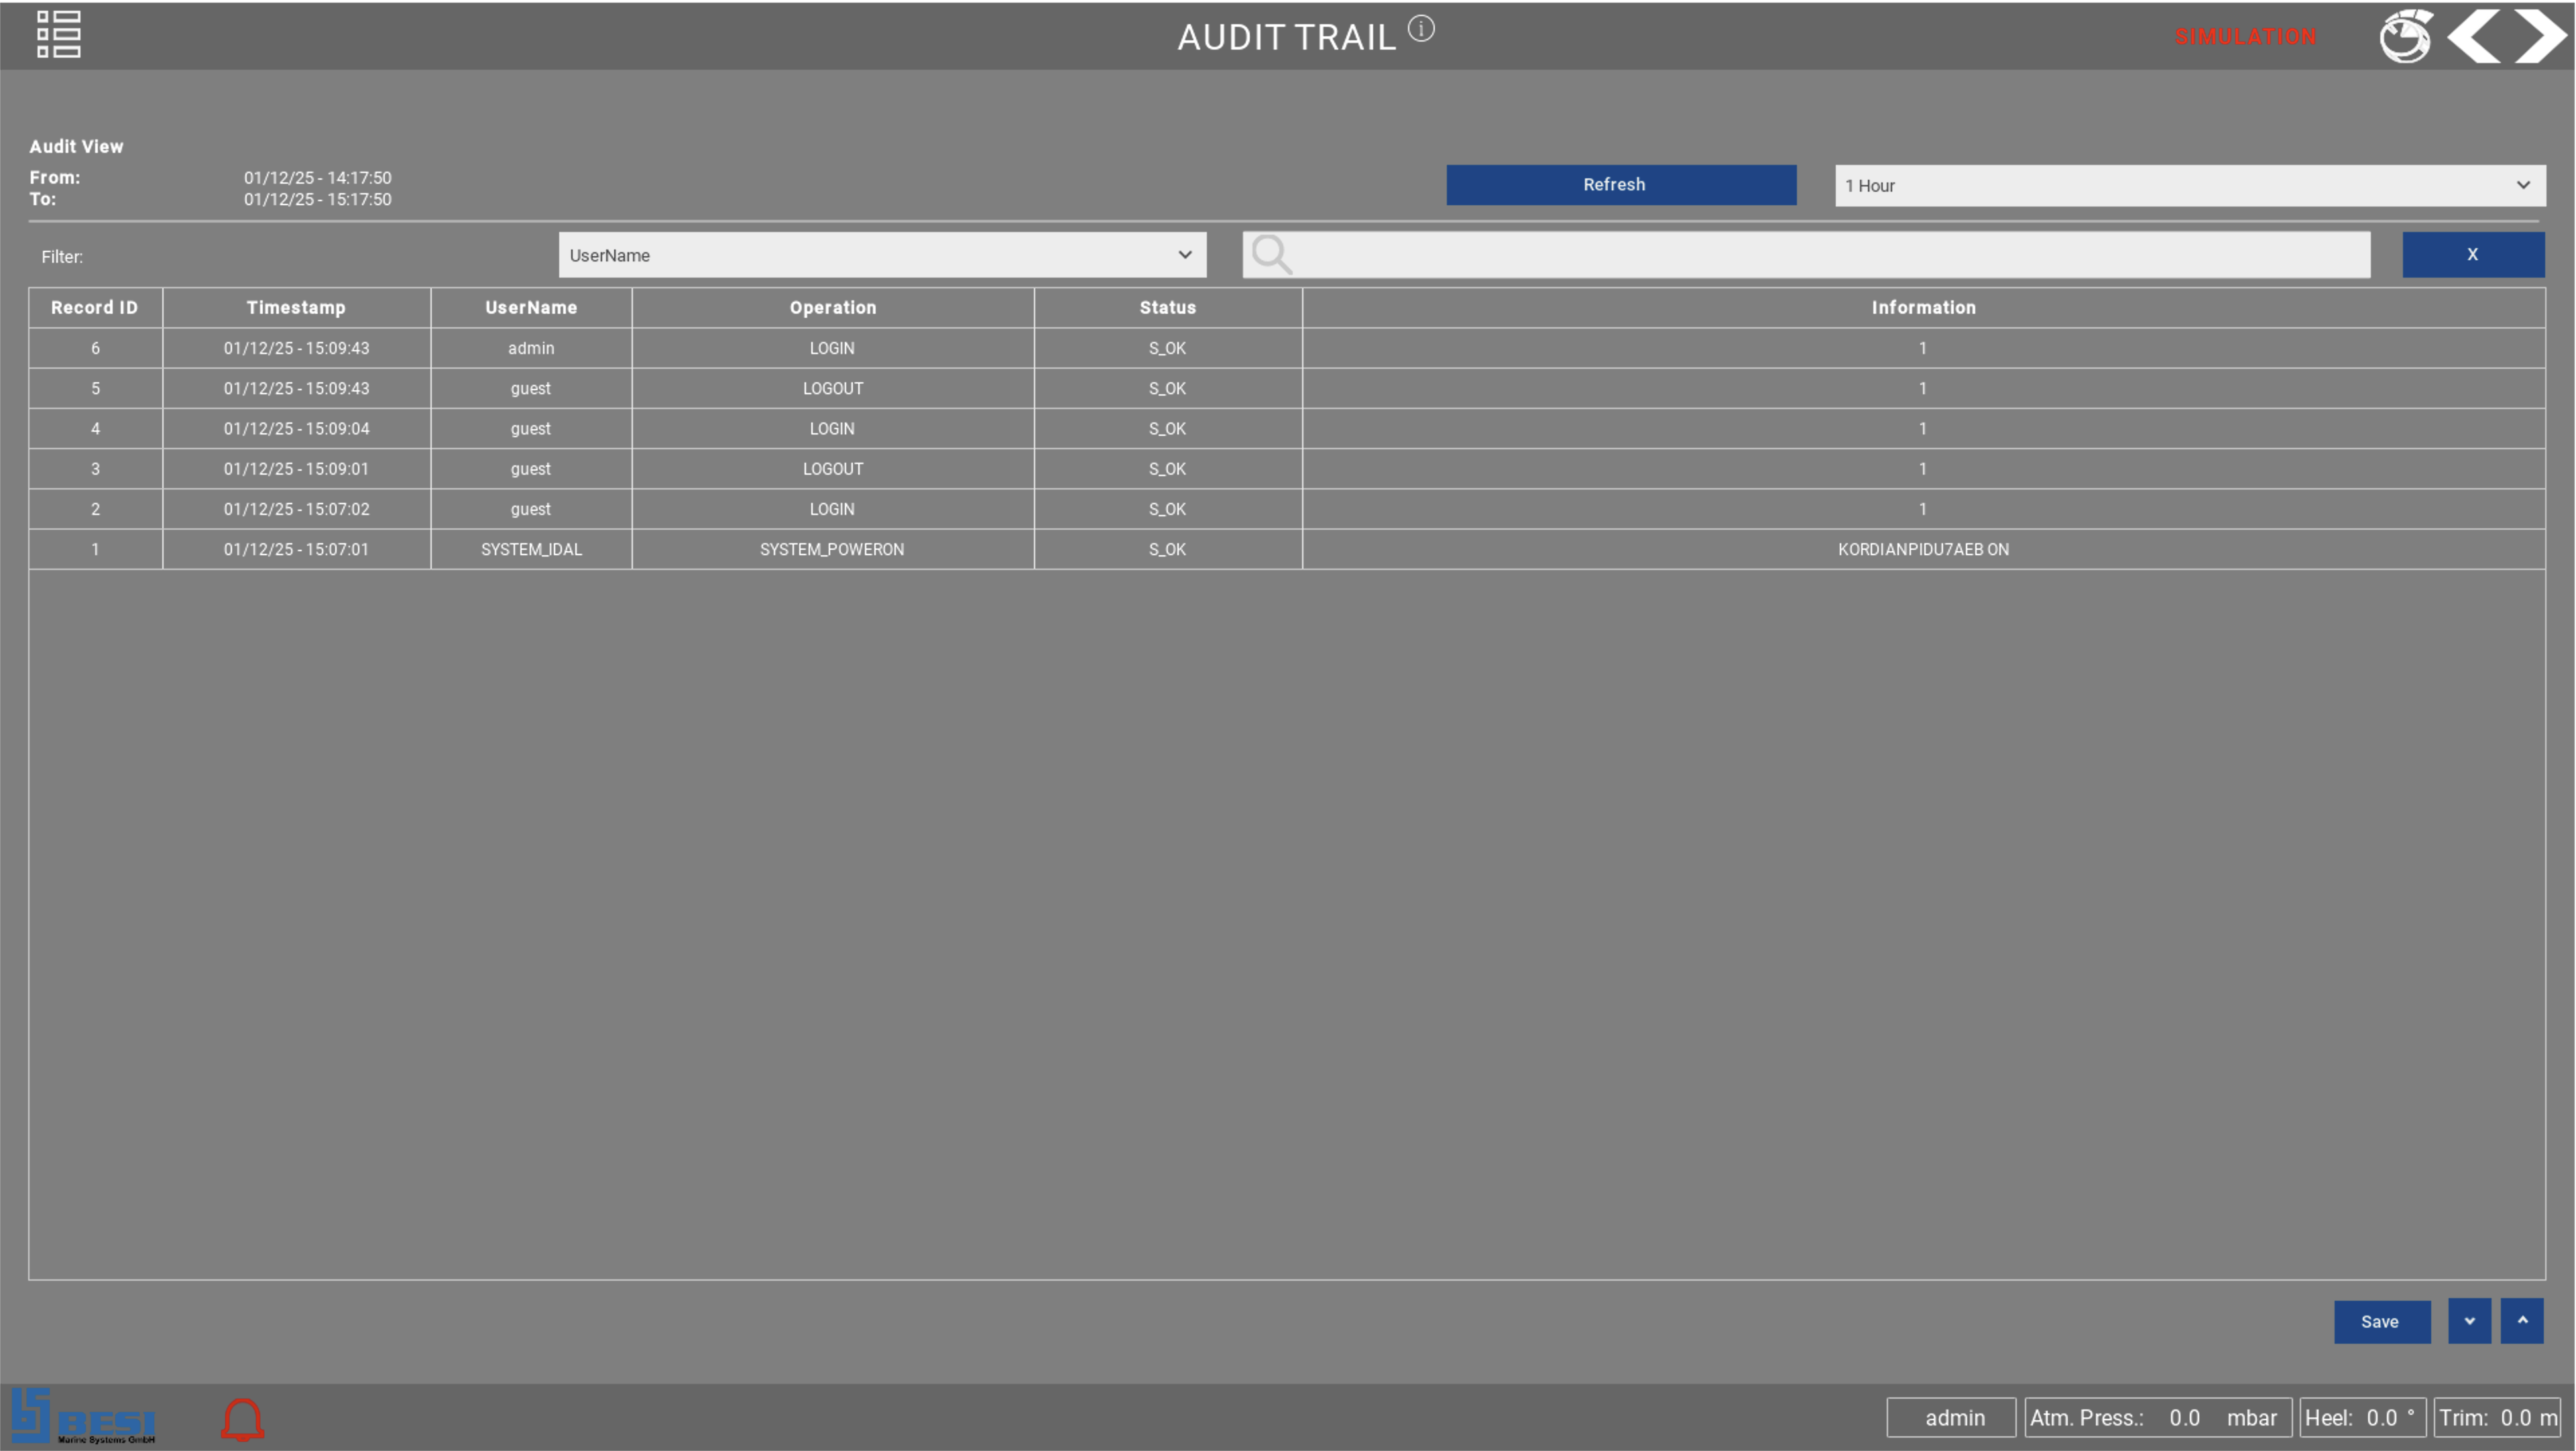 AUDIT TRAIL i
SIMULATION
Audit View
From: 01/12/25 - 14:17:50
To: 01/12/25 - 15:17:50
Refresh
1 Hour
Filter: UserName X
Record ID Timestamp UserName Operation Status Information
6 01/12/25 - 15:09:43 admin LOGIN S_OK 1
5 01/12/25 - 15:09:43 guest LOGOUT S_OK 1
4 01/12/25 - 15:09:04 guest LOGIN S_OK 1
3 01/12/25 - 15:09:01 guest LOGOUT S_OK 1
2 01/12/25 - 15:07:02 guest LOGIN S_OK 1
1 01/12/25 - 15:07:01 SYSTEM_IDAL SYSTEM_POWERON S_OK KORDIANPIDU7AEB ON
Save
BESI
Marine Systems GmbH
admin Atm. Press.: 0.0 mbar Heel: 0.0 ° Trim: 0.0 m